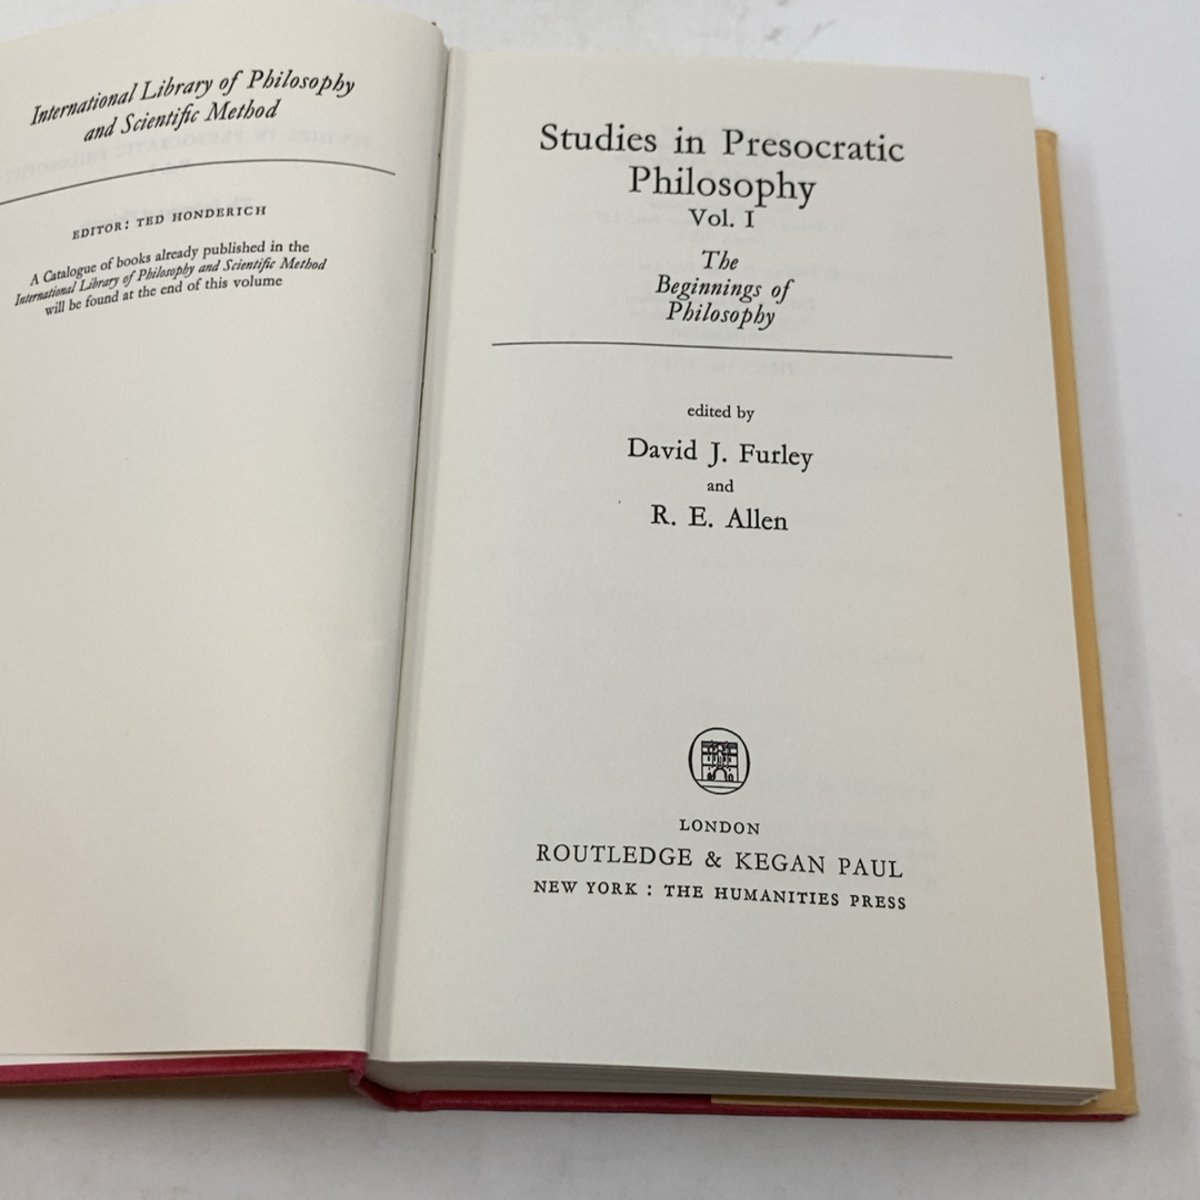 International Library of Philosophy
and Scientific Method
EDITOR: TED HONDERICH
A Catalogue of books already published in the
International Library of Philosophy and Scientific Method
will be found at the end of this volume
Studies in Presocratic
Philosophy
Vol. I
The
Beginnings of
Philosophy
edited by
David J. Furley
and
R. E. Allen
LONDON
ROUTLEDGE & KEGAN PAUL
NEW YORK : THE HUMANITIES PRESS